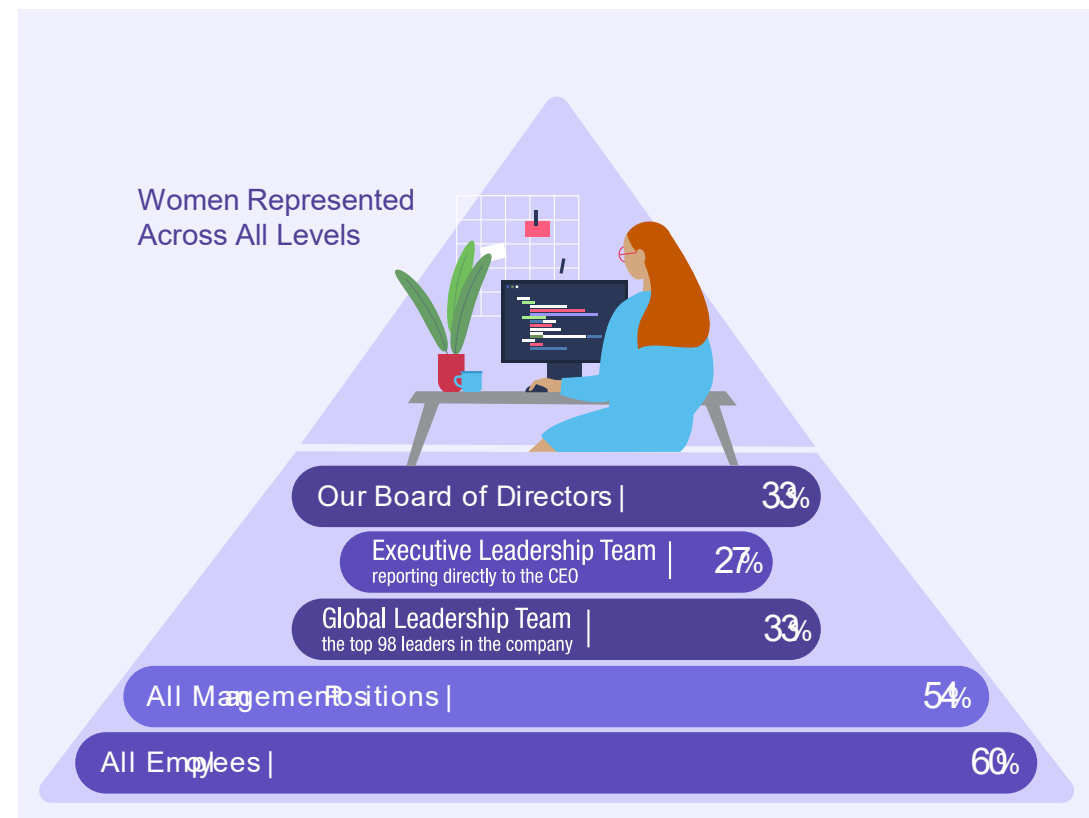 Women Represented
Across All Levels
Our Board of Directors | 33%
Executive Leadership Team | 27%
reporting directly to the CEO
Global Leadership Team | 33%
the top 98 leaders in the company
All Management Positions | 54%
All Employees | 60%